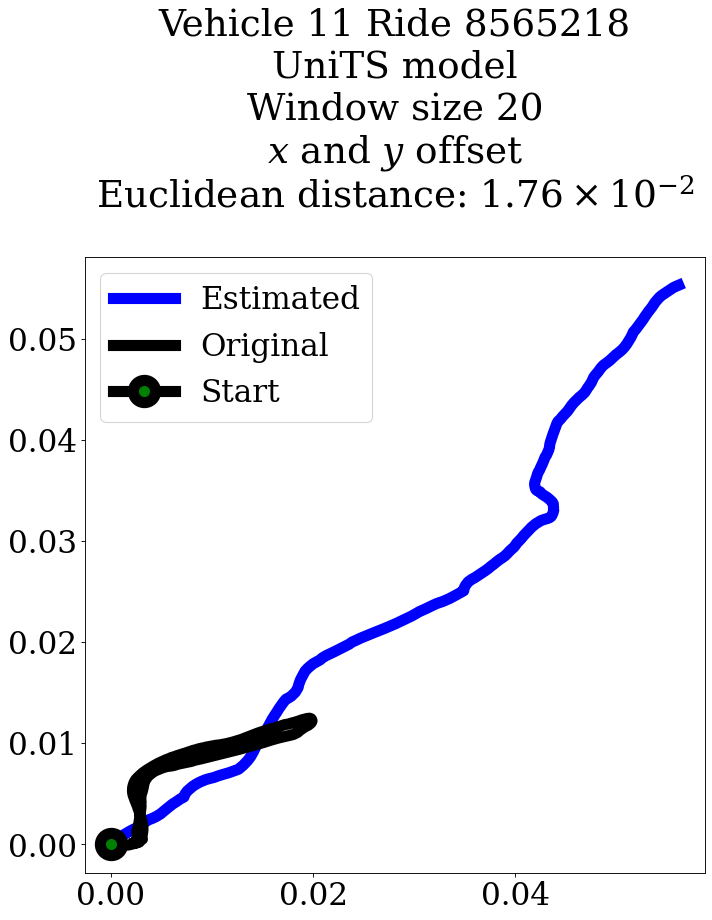 Vehicle 11 Ride 8565218
UniTS model
Window size 20
x and y offset
Euclidean distance: 1.76 × 10⁻²
Estimated
Original
Start
0.05
0.04
0.03
0.02
0.01
0.00
0.00 0.02 0.04